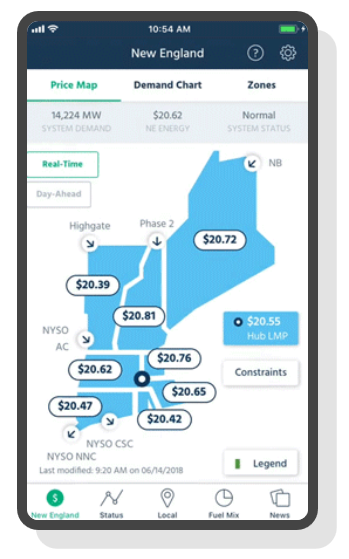 10:54 AM
New England
?
Price Map Demand Chart Zones
14,224 MW $20.62 Normal
SYSTEM DEMAND NE ENERGY SYSTEM STATUS
Real-Time
NB
Day-Ahead
Highgate Phase 2
$20.72
$20.39
$20.81
$20.55
Hub LMP
NYSO
AC
$20.76
$20.62
Constraints
$20.65
$20.47
$20.42
NYSO CSC
NYSO NNC
Legend
Last modified: 9:20 AM on 06/14/2018
$
New England Status Local Fuel Mix News